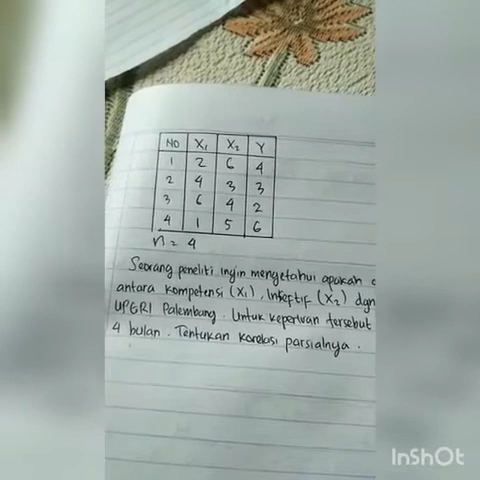 NO X1 X2 Y
1 2 6 4
2 4 3 3
3 6 4 2
4 1 5 6
n = 4
Seorang peneliti ingin mengetahui apakah
antara kompetensi (X1), Inseftif (X2) dgn
UPGRI Palembang. Untuk keperluan tersebut
4 bulan. Tentukan korelasi parsialnya.
InShOt